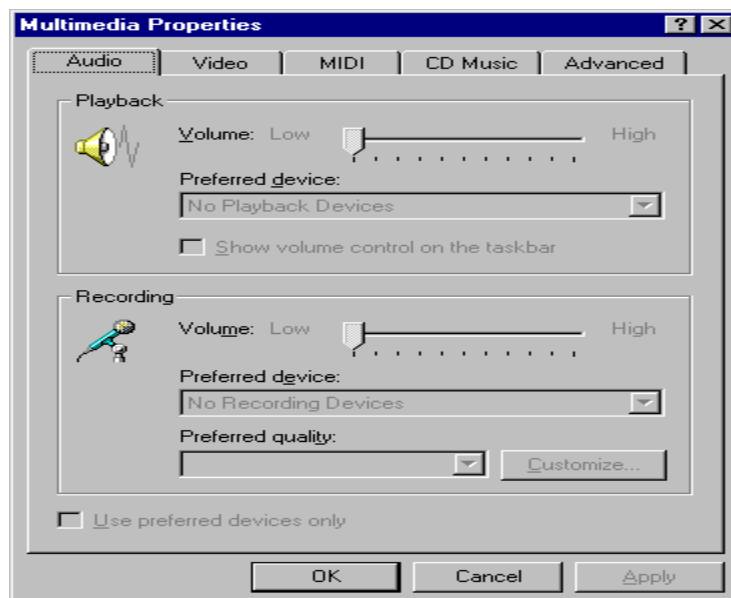 Multimedia Properties
Audio Video MIDI CD Music Advanced
Playback
Volume: Low High
Preferred device:
No Playback Devices
Show volume control on the taskbar
Recording
Volume: Low High
Preferred device:
No Recording Devices
Preferred quality:
Customize...
Use preferred devices only
OK Cancel Apply